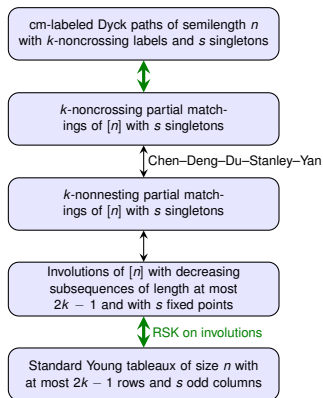 cm-labeled Dyck paths of semilength n
with k-noncrossing labels and s singletons
k-noncrossing partial match-
ings of [n] with s singletons
Chen–Deng–Du–Stanley–Yan
k-nonnesting partial match-
ings of [n] with s singletons
Involutions of [n] with decreasing
subsequences of length at most
2k − 1 and with s fixed points
RSK on involutions
Standard Young tableaux of size n with
at most 2k − 1 rows and s odd columns